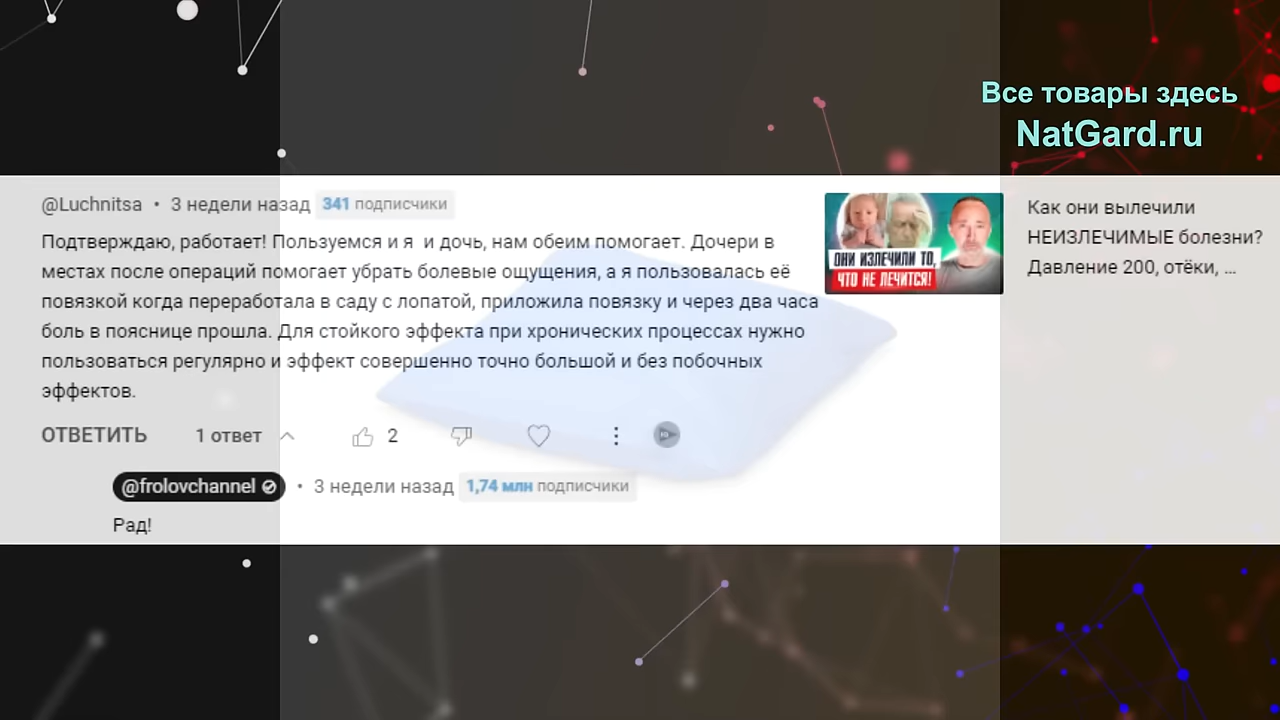 Все товары здесь
NatGard.ru
@Luchnitsa • 3 недели назад 341 подписчики
Подтверждаю, работает! Пользуемся и я и дочь, нам обеим помогает. Дочери в
местах после операций помогает убрать болевые ощущения, а я пользовалась её
повязкой когда переработала в саду с лопатой, приложила повязку и через два часа
боль в пояснице прошла. Для стойкого эффекта при хронических процессах нужно
пользоваться регулярно и эффект совершенно точно большой и без побочных
эффектов.
ОТВЕТИТЬ 1 ответ 2
@frolovchannel • 3 недели назад 1,74 млн подписчики
Рад!
ОНИ ИЗЛЕЧИЛИ ТО,
ЧТО НЕ ЛЕЧИТСЯ!
Как они вылечили
НЕИЗЛЕЧИМЫЕ болезни?
Давление 200, отёки, ...